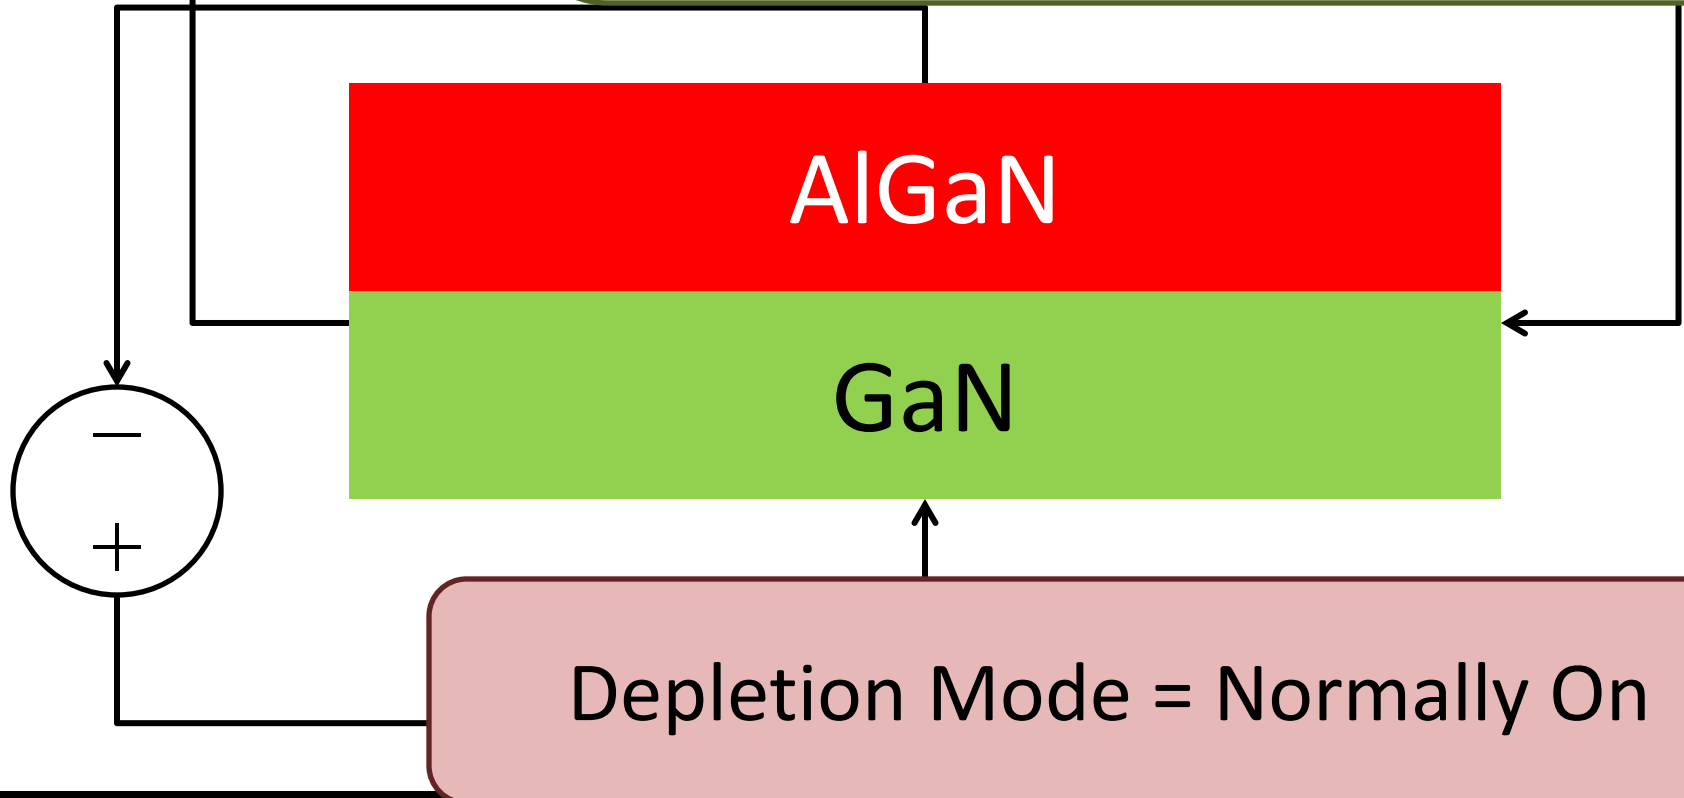 AlGaN
GaN
−
+
Depletion Mode = Normally On